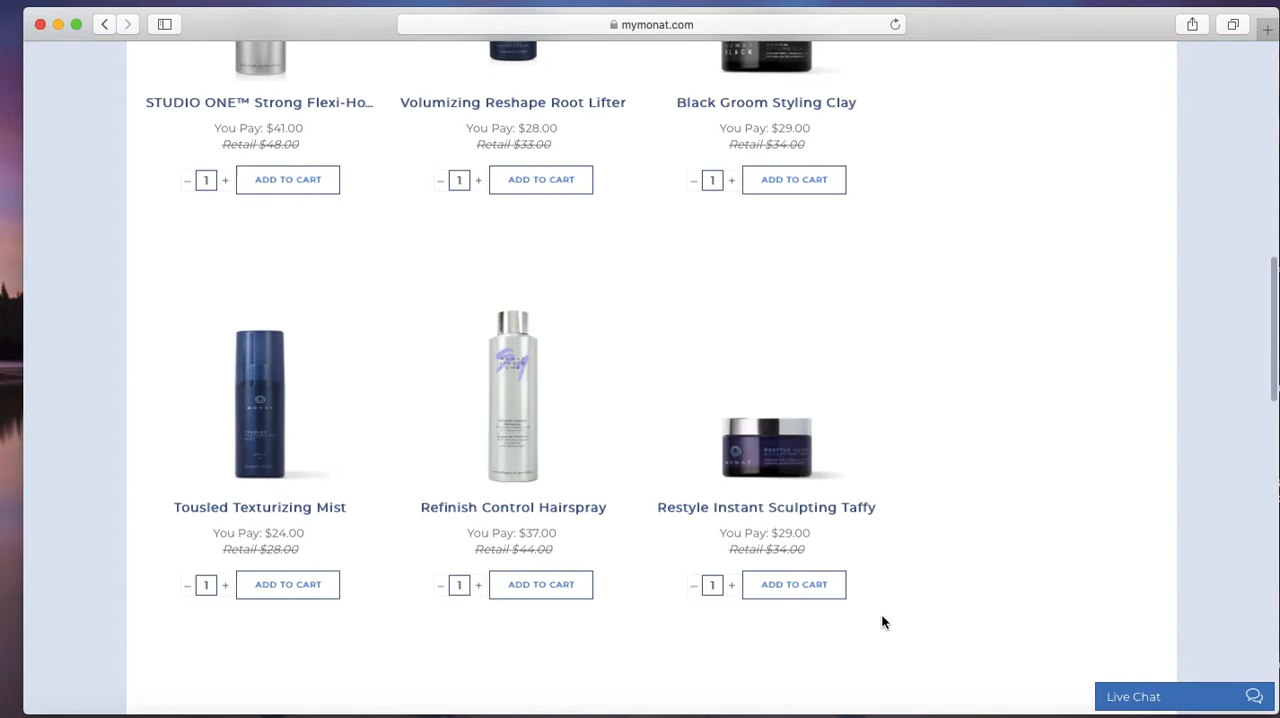 mymonat.com
BLACK
STUDIO ONE™ Strong Flexi-Ho...
Volumizing Reshape Root Lifter
Black Groom Styling Clay
You Pay: $41.00
You Pay: $28.00
You Pay: $29.00
Retail $48.00
Retail $33.00
Retail $34.00
– 1 + ADD TO CART
– 1 + ADD TO CART
– 1 + ADD TO CART
MONAT
Tousled Texturizing Mist
Refinish Control Hairspray
Restyle Instant Sculpting Taffy
You Pay: $24.00
You Pay: $37.00
You Pay: $29.00
Retail $28.00
Retail $44.00
Retail $34.00
– 1 + ADD TO CART
– 1 + ADD TO CART
– 1 + ADD TO CART
Live Chat